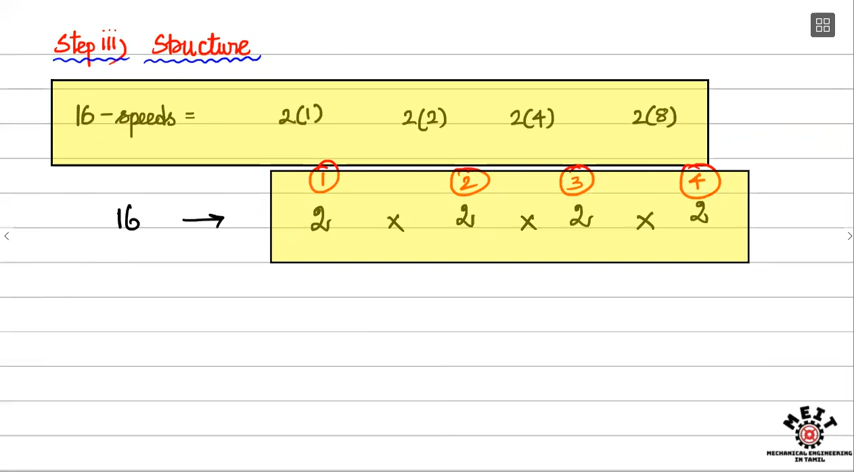 Step iii) Structure
16-speeds = 2(1) 2(2) 2(4) 2(8)
1 2 3 4
16 → 2 × 2 × 2 × 2
MEIT
MECHANICAL ENGINEERING
IN TAMIL